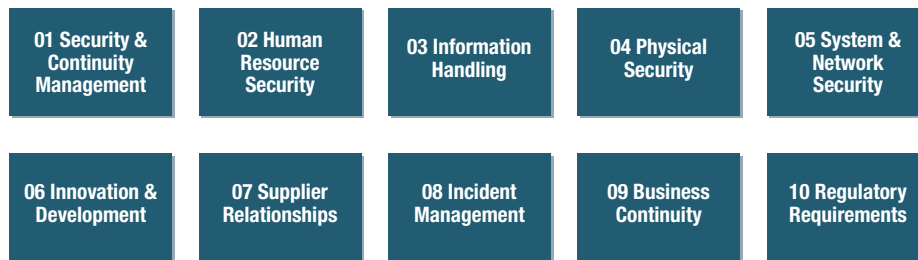 01 Security &
Continuity
Management
02 Human
Resource
Security
03 Information
Handling
04 Physical
Security
05 System &
Network
Security
06 Innovation &
Development
07 Supplier
Relationships
08 Incident
Management
09 Business
Continuity
10 Regulatory
Requirements